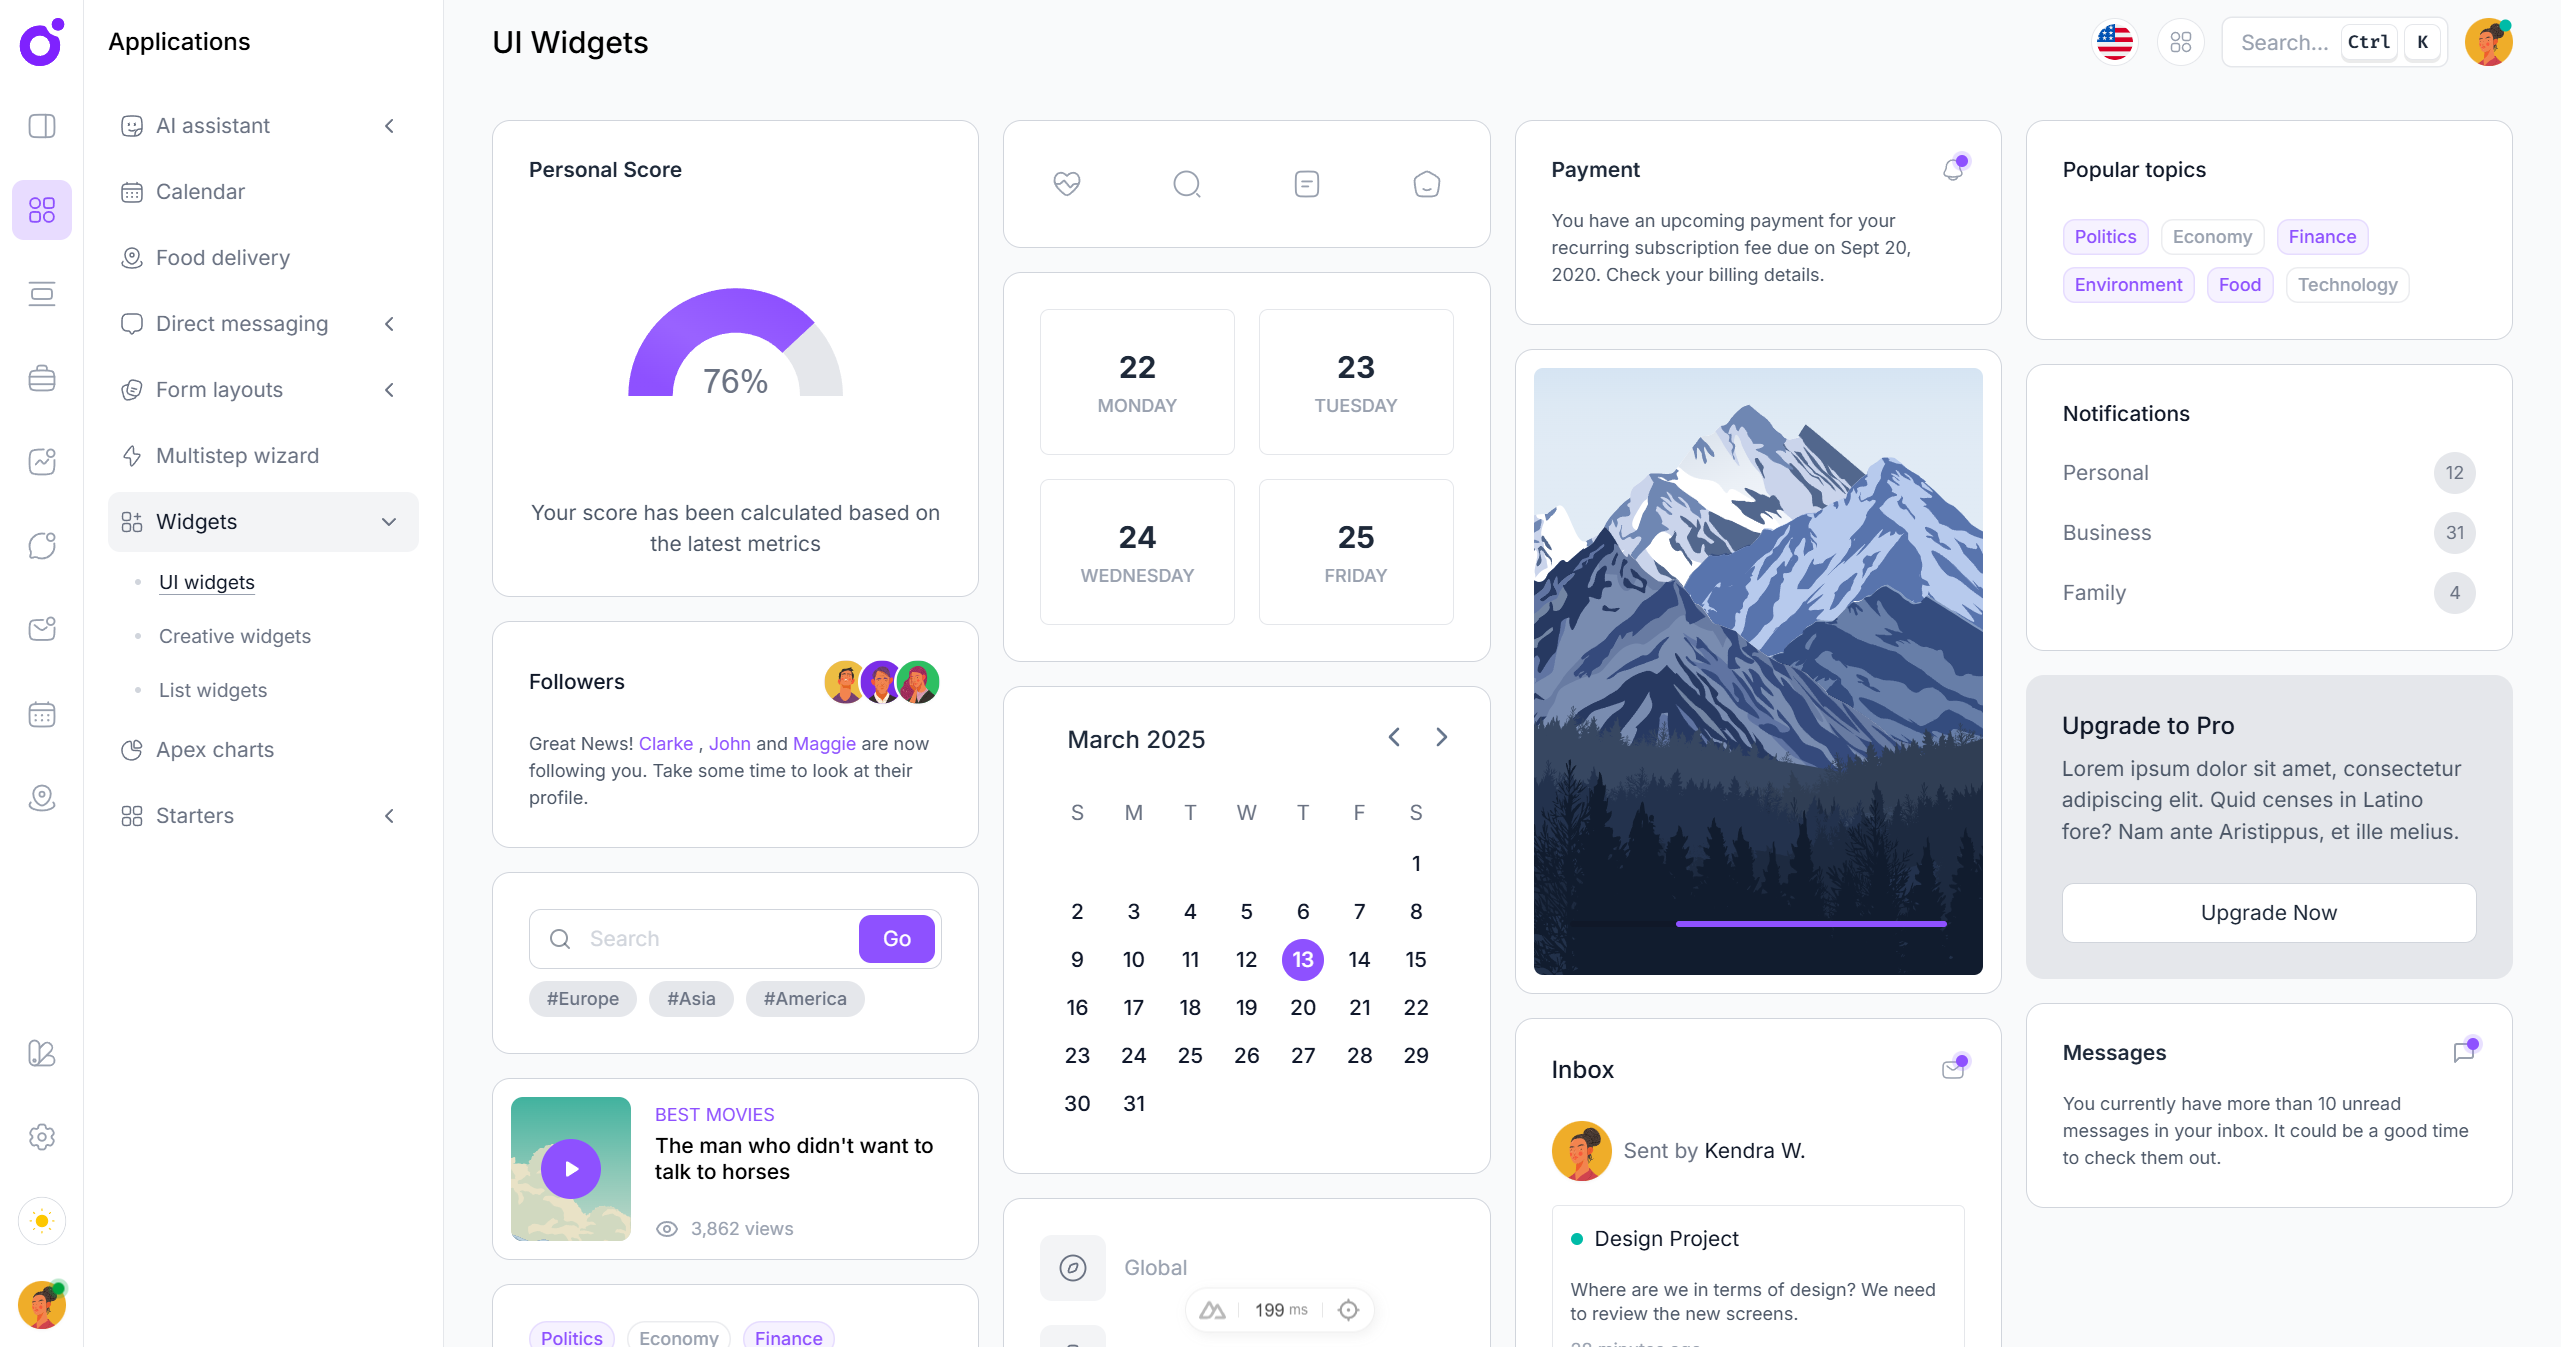 Applications
AI assistant
Calendar
Food delivery
Direct messaging
Form layouts
Multistep wizard
Widgets
UI widgets
Creative widgets
List widgets
Apex charts
Starters
UI Widgets
Search...
Ctrl
K
Personal Score
76%
Your score has been calculated based on
the latest metrics
Followers
Great News! Clarke , John and Maggie are now
following you. Take some time to look at their
profile.
Search
Go
#Europe
#Asia
#America
BEST MOVIES
The man who didn't want to
talk to horses
3,862 views
Politics
Economy
Finance
22
MONDAY
23
TUESDAY
24
WEDNESDAY
25
FRIDAY
March 2025
S M T W T F S
1
2 3 4 5 6 7 8
9 10 11 12 13 14 15
16 17 18 19 20 21 22
23 24 25 26 27 28 29
30 31
Global
199 ms
Payment
You have an upcoming payment for your
recurring subscription fee due on Sept 20,
2020. Check your billing details.
Inbox
Sent by Kendra W.
Design Project
Where are we in terms of design? We need
to review the new screens.
Popular topics
Politics
Economy
Finance
Environment
Food
Technology
Notifications
Personal
12
Business
31
Family
4
Upgrade to Pro
Lorem ipsum dolor sit amet, consectetur
adipiscing elit. Quid censes in Latino
fore? Nam ante Aristippus, et ille melius.
Upgrade Now
Messages
You currently have more than 10 unread
messages in your inbox. It could be a good time
to check them out.